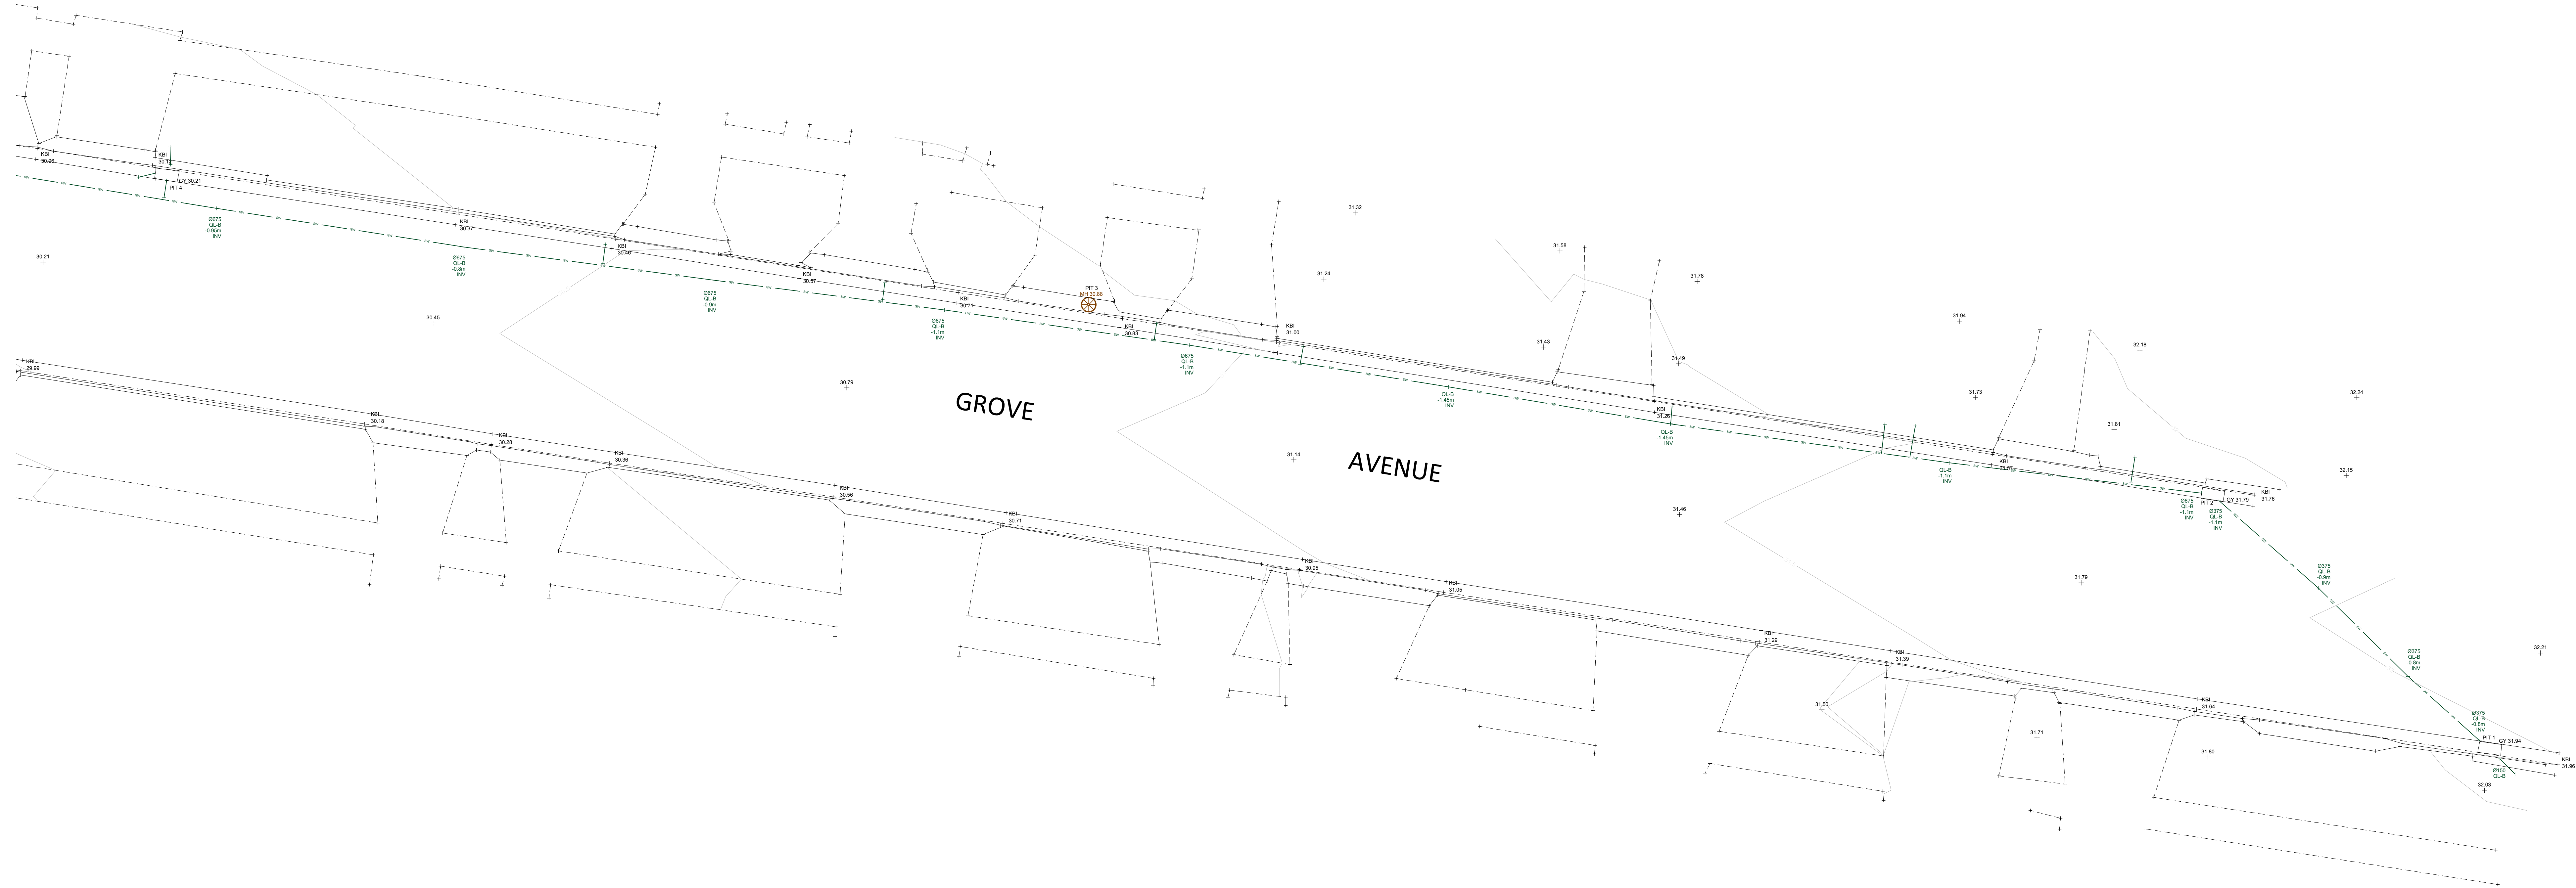 KBI
30.06
KBI
30.12
GY 30.21
PIT 4
Ø675
QL-B
-0.95m
INV
KBI
30.37
Ø675
QL-B
-0.8m
INV
KBI
30.46
KBI
30.57
Ø675
QL-B
-0.9m
INV
KBI
30.71
Ø675
QL-B
-1.1m
INV
PIT 3
MH 30.88
KBI
30.83
Ø675
QL-B
-1.1m
INV
KBI
31.00
31.32
31.24
31.58
31.78
31.43
31.49
31.94
31.73
32.18
31.81
32.24
32.15
QL-B
-1.45m
INV
KBI
31.26
QL-B
-1.45m
INV
KBI
31.57
QL-B
-1.1m
INV
Ø675
QL-B
-1.1m
INV
PIT 2
GY 31.79
KBI
31.76
Ø375
QL-B
-1.1m
INV
30.21
30.45
30.79
GROVE
AVENUE
31.14
31.46
31.79
32.21
Ø375
QL-B
-0.9m
INV
Ø375
QL-B
-0.8m
INV
Ø375
QL-B
-0.8m
INV
PIT 1
GY 31.94
KBI
31.96
Ø150
QL-B
KBI
29.99
KBI
30.18
KBI
30.28
KBI
30.36
KBI
30.56
KBI
30.71
KBI
30.95
KBI
31.05
KBI
31.29
KBI
31.39
KBI
31.64
31.50
31.71
31.80
32.03